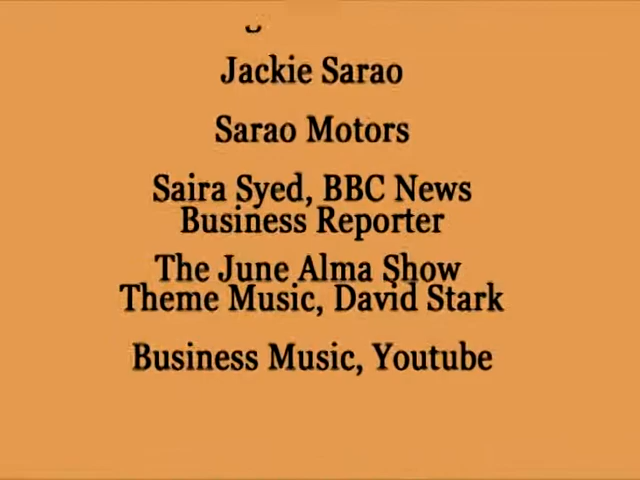 Jackie Sarao
Sarao Motors
Saira Syed, BBC News
Business Reporter
The June Alma Show
Theme Music, David Stark
Business Music, Youtube